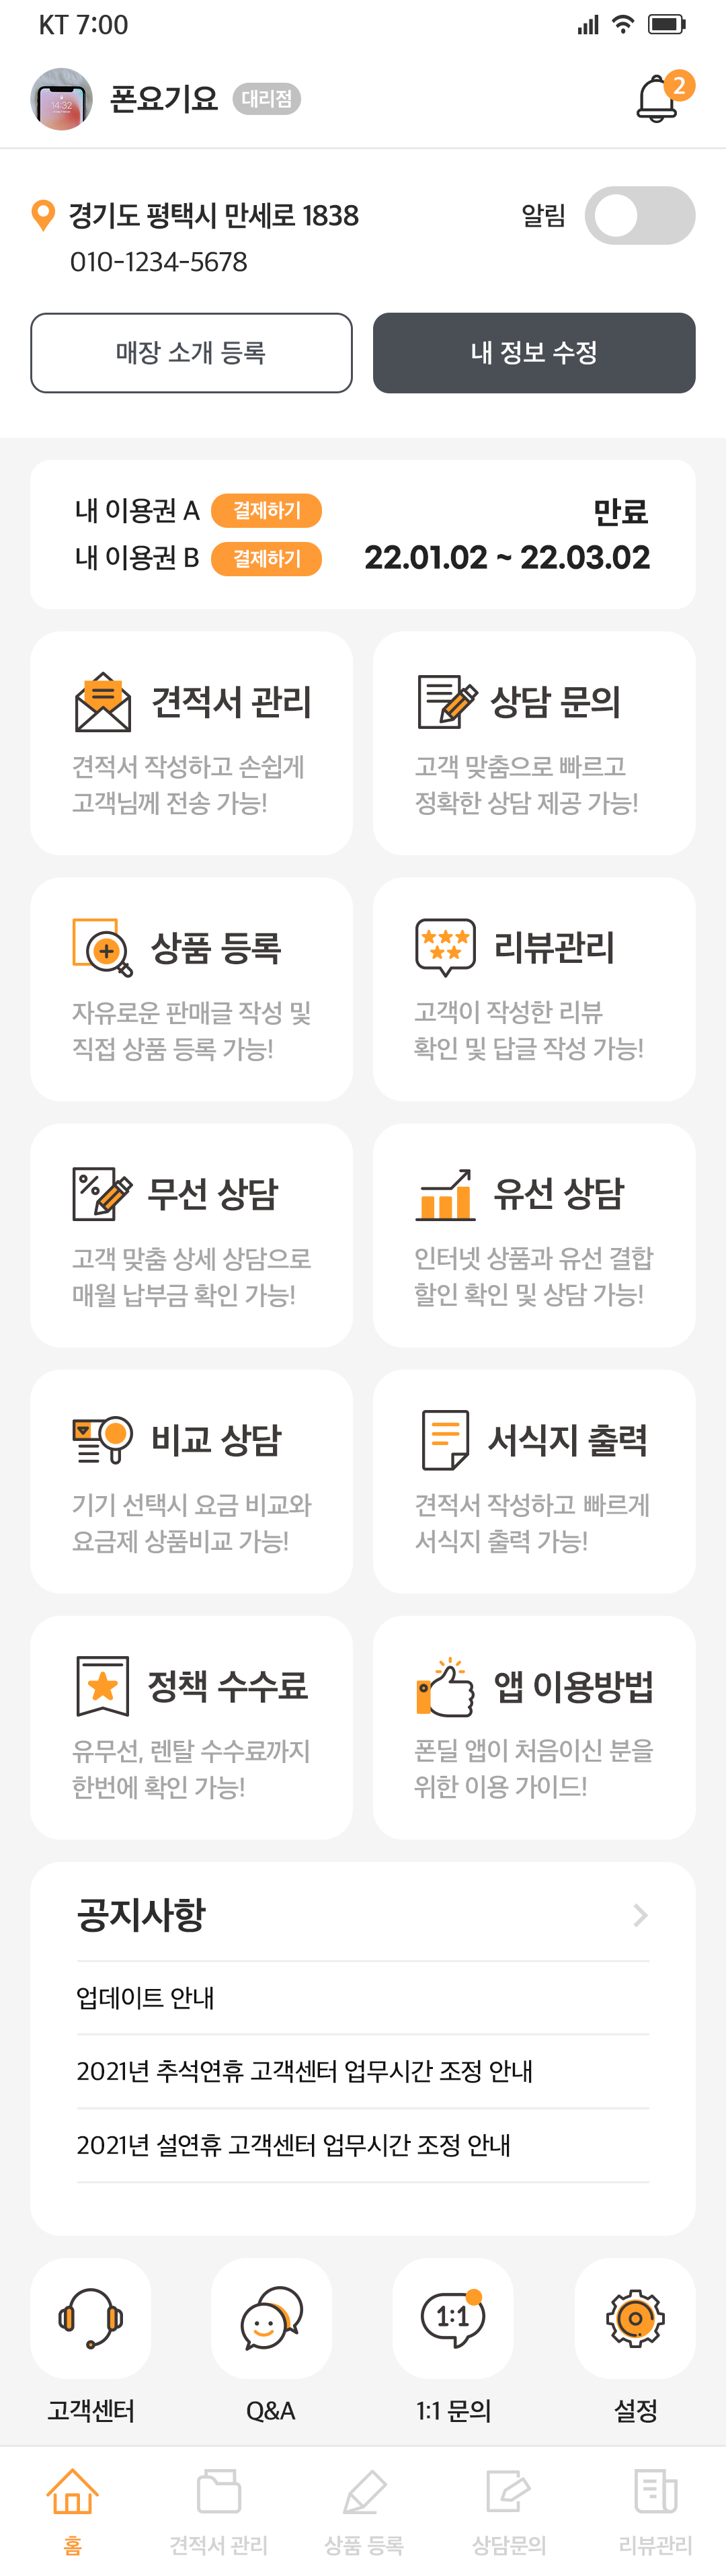 KT 7:00
14:32
폰요기요 대리점 2
경기도 평택시 만세로 1838 알림
010-1234-5678
매장 소개 등록 내 정보 수정
내 이용권 A 결제하기 만료
내 이용권 B 결제하기 22.01.02 ~ 22.03.02
견적서 관리
견적서 작성하고 손쉽게
고객님께 전송 가능!
상담 문의
고객 맞춤으로 빠르고
정확한 상담 제공 가능!
상품 등록
자유로운 판매글 작성 및
직접 상품 등록 가능!
리뷰관리
고객이 작성한 리뷰
확인 및 답글 작성 가능!
무선 상담
고객 맞춤 상세 상담으로
매월 납부금 확인 가능!
유선 상담
인터넷 상품과 유선 결합
할인 확인 및 상담 가능!
비교 상담
기기 선택시 요금 비교와
요금제 상품비교 가능!
서식지 출력
견적서 작성하고 빠르게
서식지 출력 가능!
정책 수수료
유무선, 렌탈 수수료까지
한번에 확인 가능!
앱 이용방법
폰딜 앱이 처음이신 분을
위한 이용 가이드!
공지사항
업데이트 안내
2021년 추석연휴 고객센터 업무시간 조정 안내
2021년 설연휴 고객센터 업무시간 조정 안내
1:1
고객센터 Q&A 1:1 문의 설정
홈 견적서 관리 상품 등록 상담문의 리뷰관리